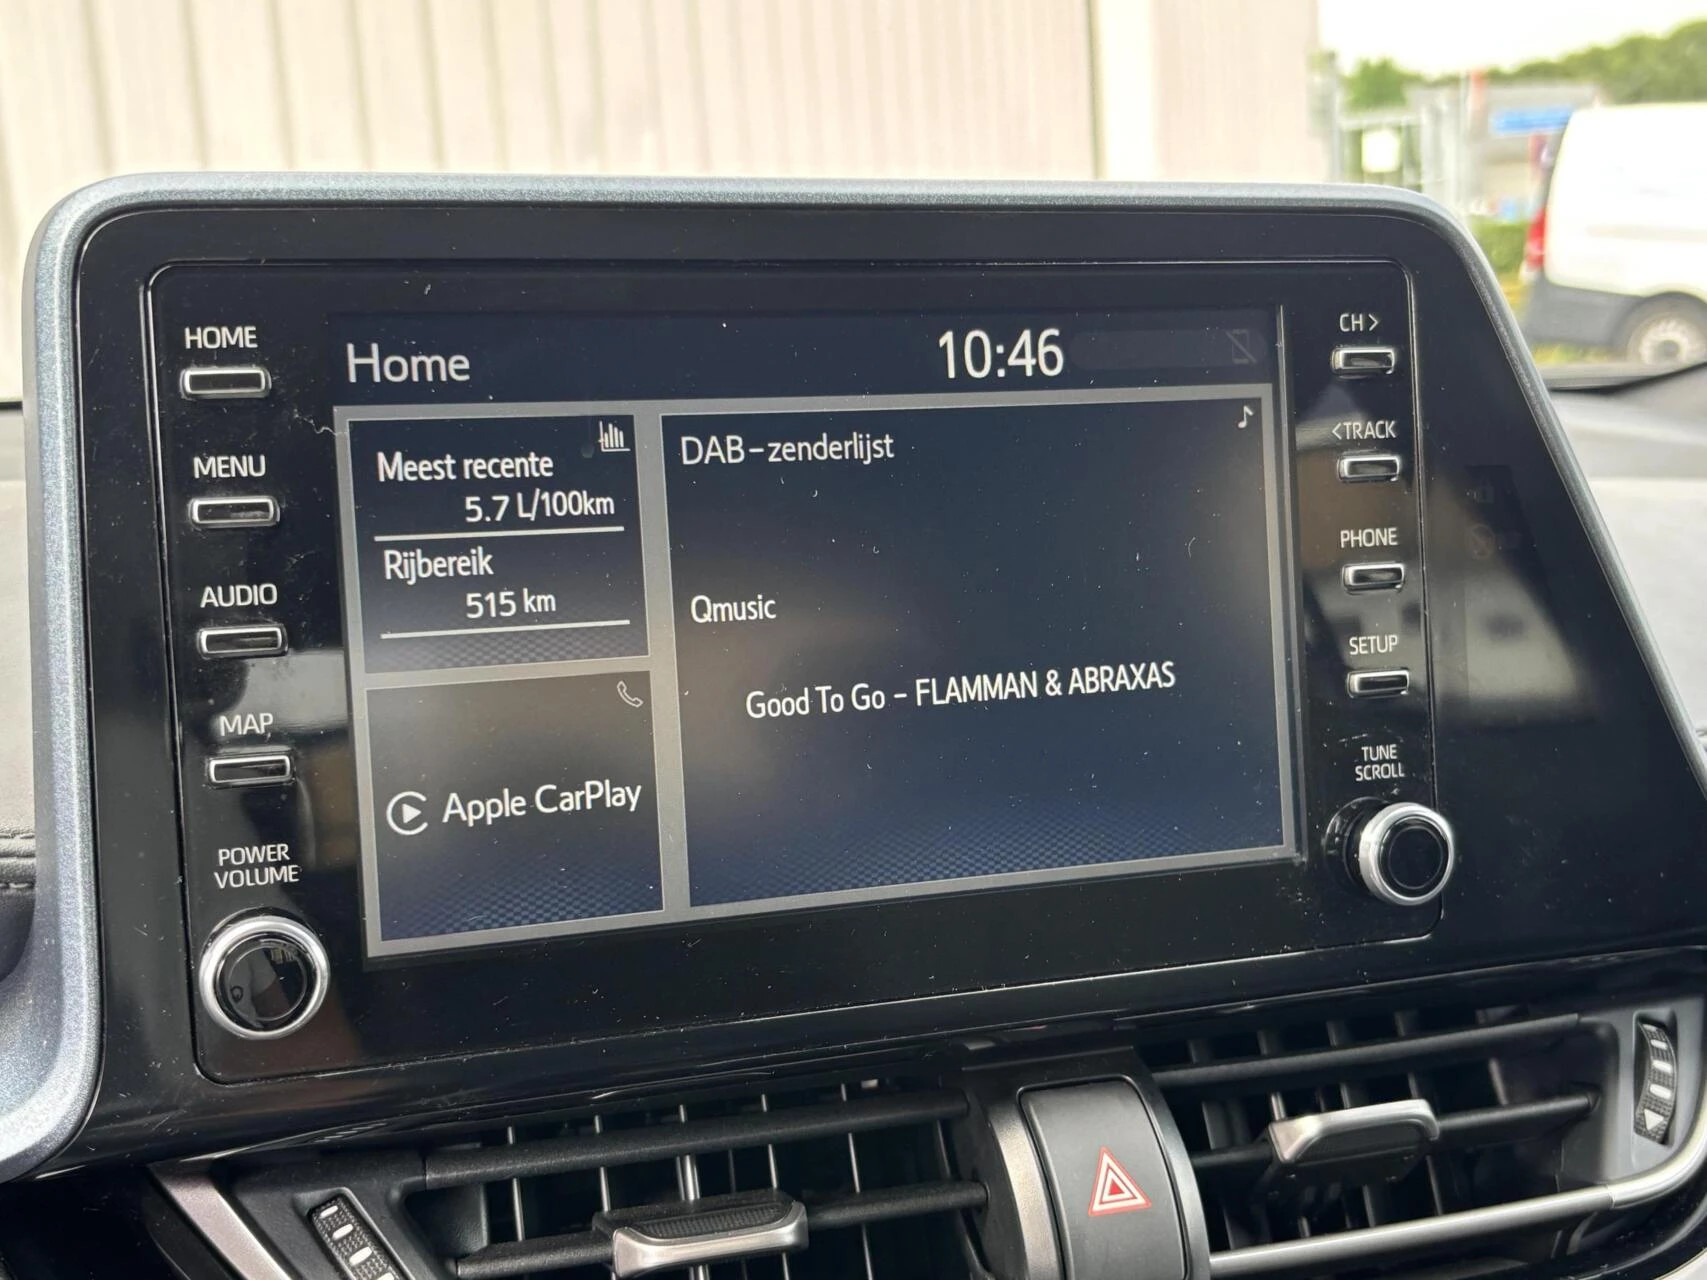 HOME
MENU
AUDIO
MAP
POWER
VOLUME
Home
10:46
Meest recente
5.7 L/100km
Rijbereik
515 km
Apple CarPlay
DAB-zenderlijst
Qmusic
Good To Go - FLAMMAN & ABRAXAS
CH>
<TRACK
PHONE
SETUP
TUNE
SCROLL